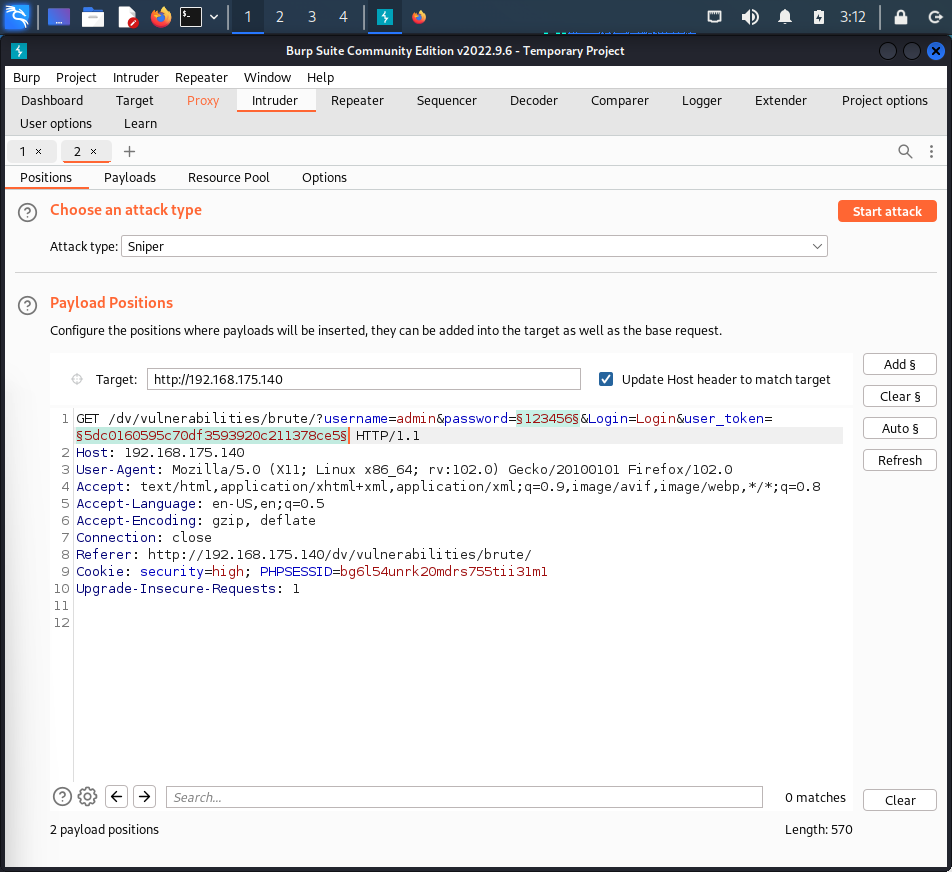 1 2 3 4 3:12
Burp Suite Community Edition v2022.9.6 - Temporary Project
Burp Project Intruder Repeater Window Help
Dashboard Target Proxy Intruder Repeater Sequencer Decoder Comparer Logger Extender Project options
User options Learn
1 × 2 × +
Positions Payloads Resource Pool Options
? Choose an attack type Start attack
Attack type: Sniper
? Payload Positions
Configure the positions where payloads will be inserted, they can be added into the target as well as the base request.
Target: http://192.168.175.140 Update Host header to match target
Add §
Clear §
Auto §
Refresh
1 GET /dv/vulnerabilities/brute/?username=admin&password=§123456§&Login=Login&user_token=
§5dc0160595c70df3593920c211378ce5§ HTTP/1.1
2 Host: 192.168.175.140
3 User-Agent: Mozilla/5.0 (X11; Linux x86_64; rv:102.0) Gecko/20100101 Firefox/102.0
4 Accept: text/html,application/xhtml+xml,application/xml;q=0.9,image/avif,image/webp,*/*;q=0.8
5 Accept-Language: en-US,en;q=0.5
6 Accept-Encoding: gzip, deflate
7 Connection: close
8 Referer: http://192.168.175.140/dv/vulnerabilities/brute/
9 Cookie: security=high; PHPSESSID=bg6l54unrk20mdrs755tii31m1
10 Upgrade-Insecure-Requests: 1
11
12
? Search... 0 matches Clear
2 payload positions Length: 570